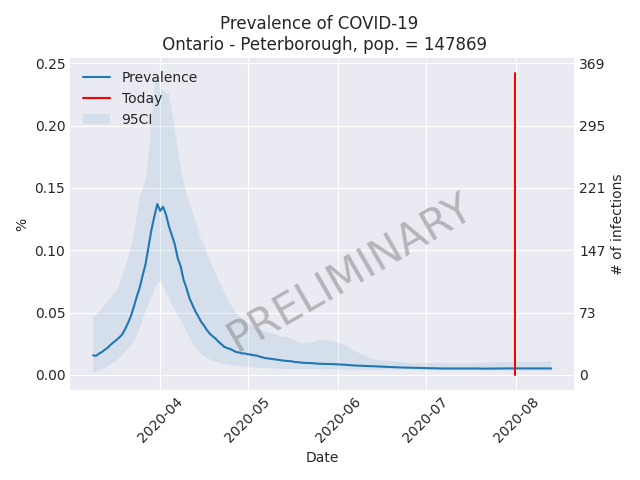 Prevalence of COVID-19
Ontario - Peterborough, pop. = 147869
Prevalence
Today
95CI
0.25
0.20
0.15
0.10
0.05
0.00
%
369
295
221
147
73
0
# of infections
PRELIMINARY
2020-04
2020-05
2020-06
2020-07
2020-08
Date